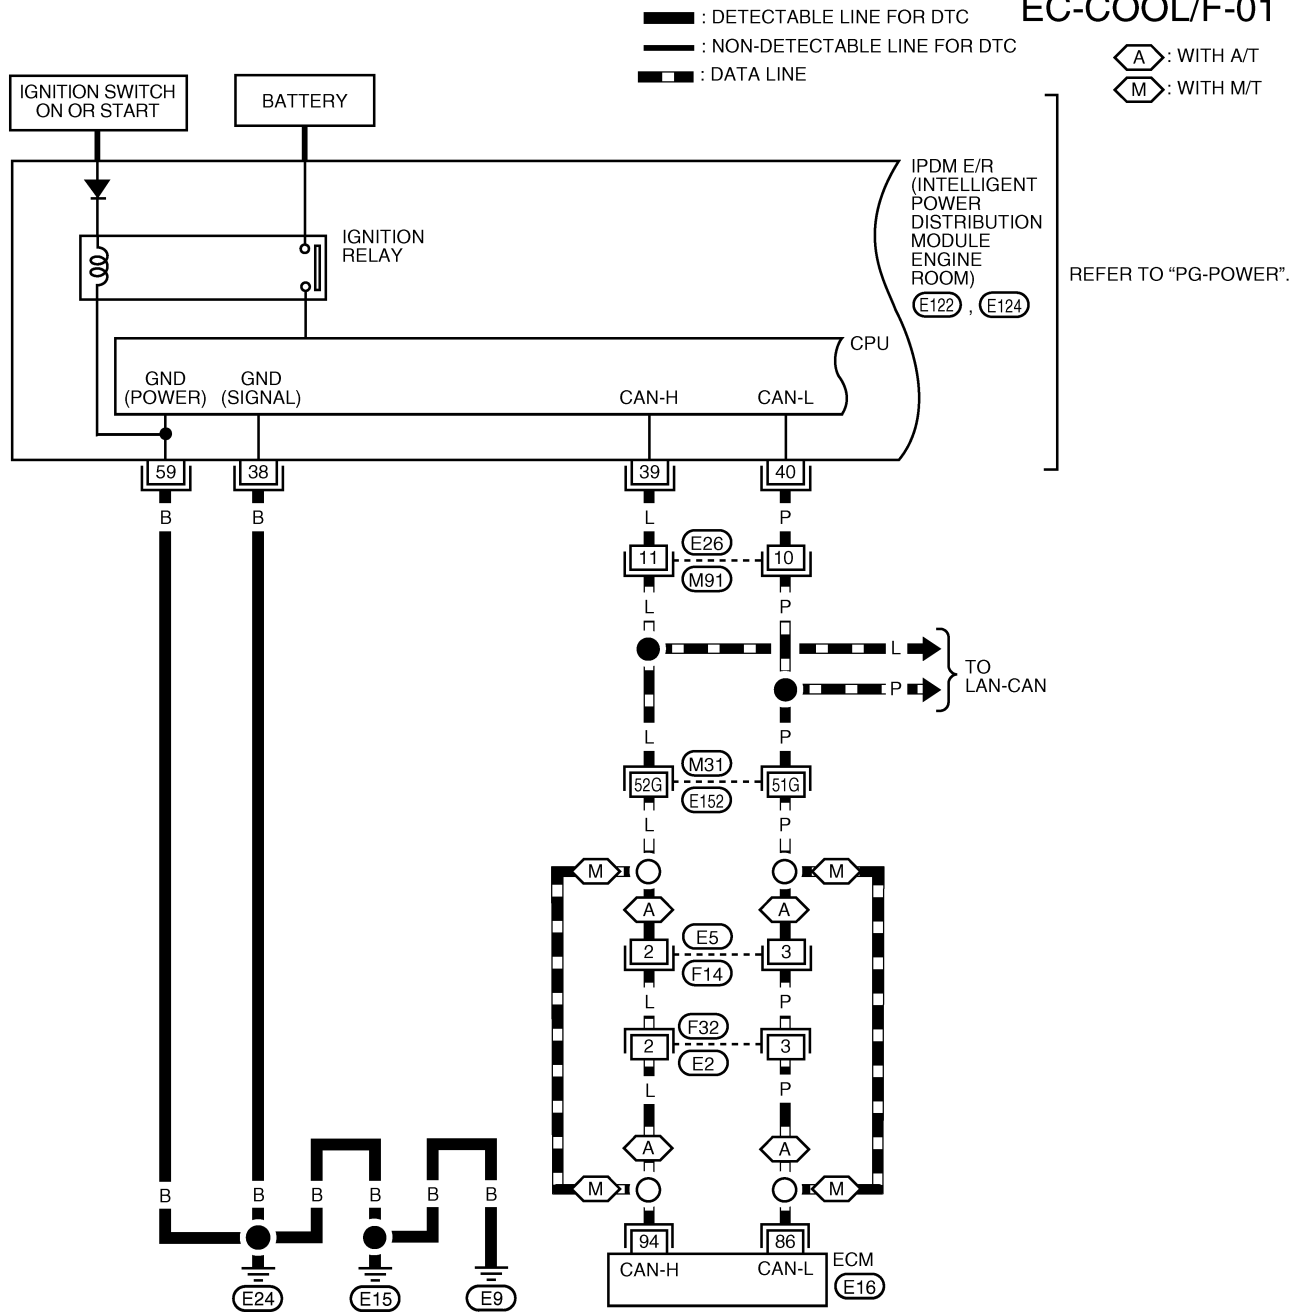 EC-COOL/F-01
: DETECTABLE LINE FOR DTC
: NON-DETECTABLE LINE FOR DTC
: DATA LINE
A : WITH A/T
M : WITH M/T
IGNITION SWITCH
ON OR START
BATTERY
IPDM E/R
(INTELLIGENT
POWER
DISTRIBUTION
MODULE
ENGINE
ROOM)
E122 , E124
REFER TO “PG-POWER”.
IGNITION
RELAY
CPU
GND
(POWER)
GND
(SIGNAL)
CAN-H
CAN-L
59
38
39
40
B
B
L
P
11
E26
M91
10
L
P
L
P
TO
LAN-CAN
L
P
52G
M31
E152
51G
L
P
M
M
A
A
2
E5
F14
3
L
P
2
F32
E2
3
L
P
A
A
M
M
B
B
B
B
B
B
E24
E15
E9
94
86
CAN-H
CAN-L
ECM
E16